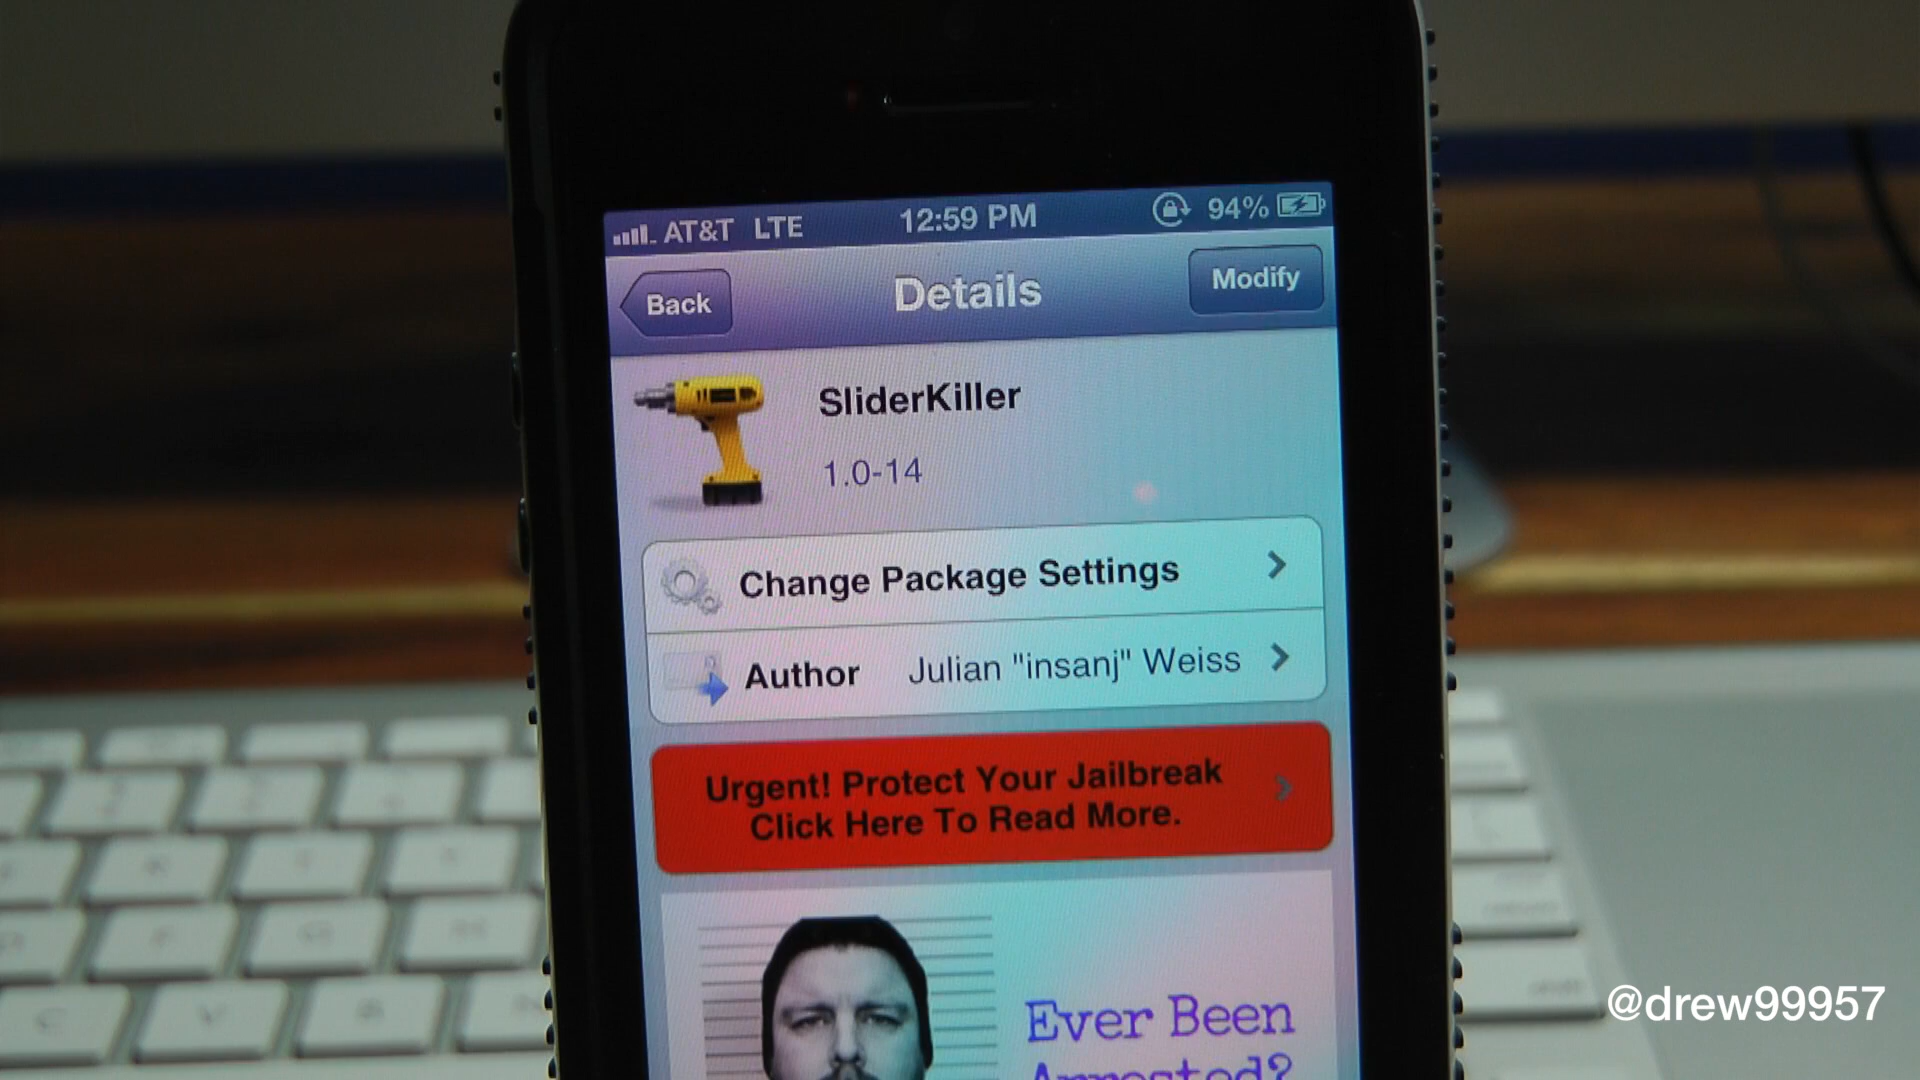 AT&T LTE 12:59 PM 94%
Back Details Modify
SliderKiller
1.0-14
Change Package Settings
Author Julian "insanj" Weiss
Urgent! Protect Your Jailbreak
Click Here To Read More.
Ever Been
Arrested?
@drew99957